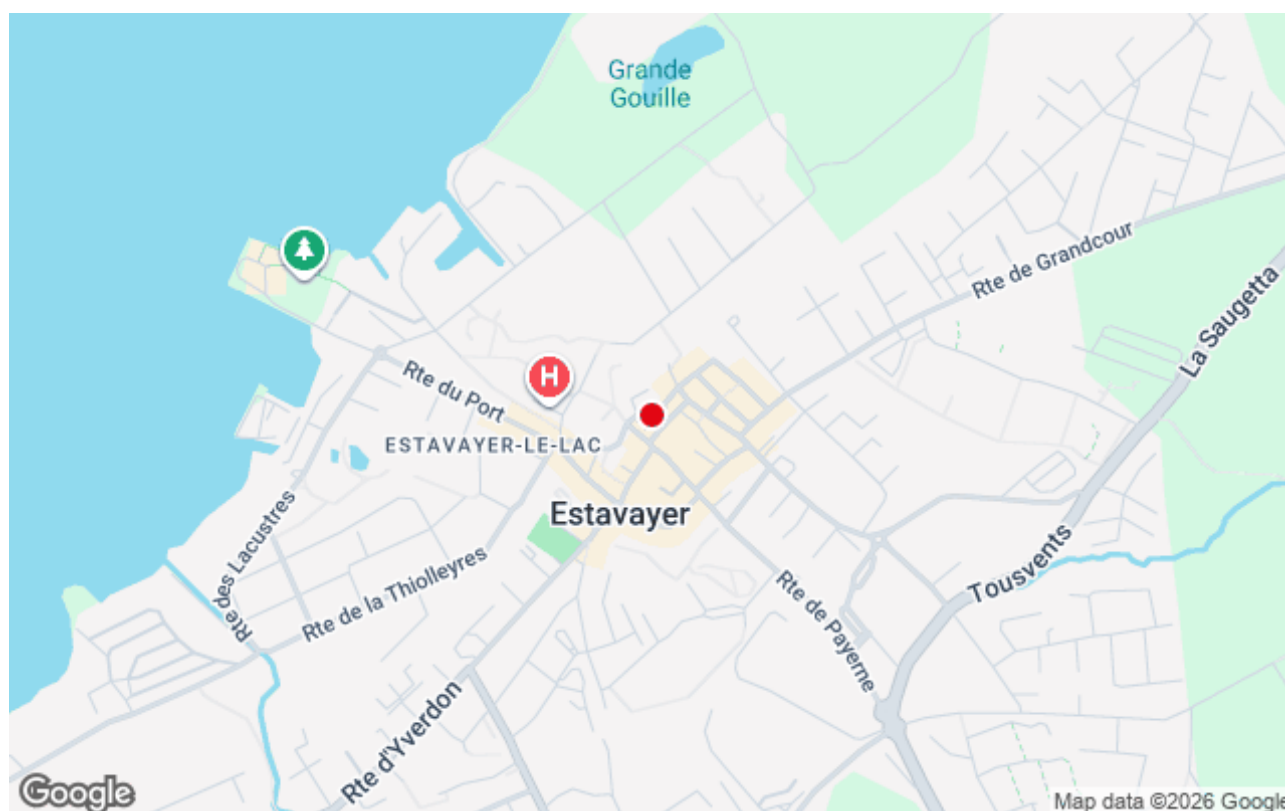 Grande
Gouille
Rte de Grandcour
La Saugetta
Rte du Port
H
ESTAVAYER-LE-LAC
Estavayer
Rte des Lacustres
Rte de la Thiolleyres
Tousvents
Rte de Payerne
Rte d'Yverdon
Google
Map data ©2026 Google